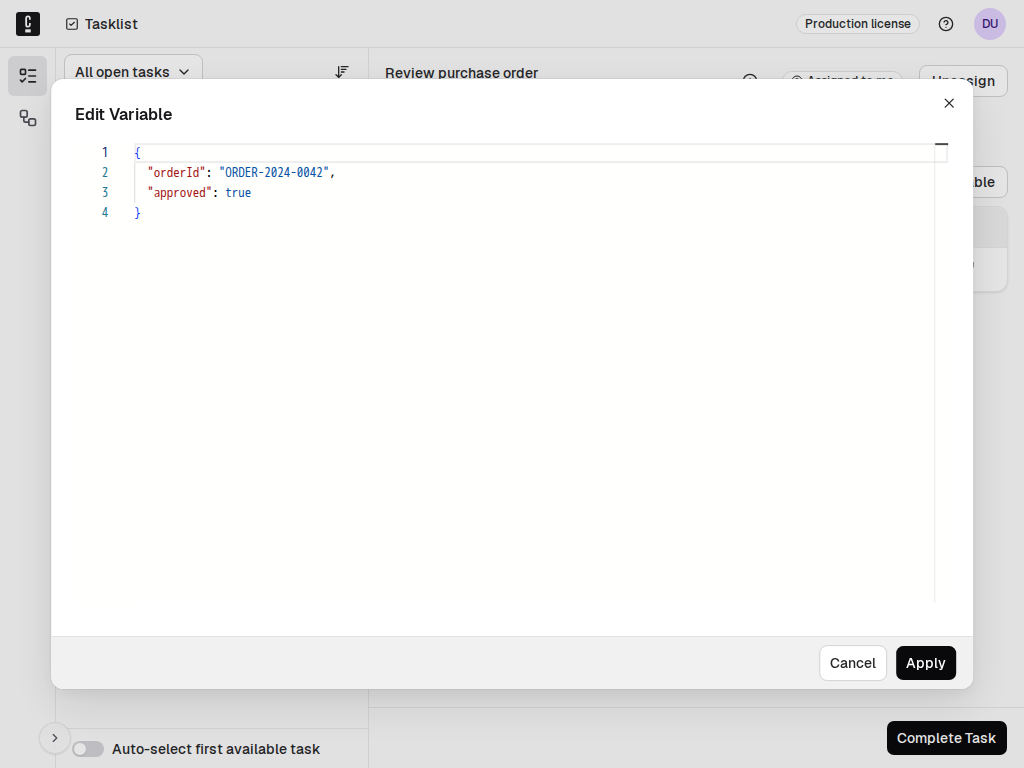 Tasklist
Production license
DU
All open tasks
Review purchase order
Assigned to me
Unassign
Edit Variable
1 {
2 "orderId": "ORDER-2024-0042",
3 "approved": true
4 }
Cancel
Apply
Auto-select first available task
Complete Task